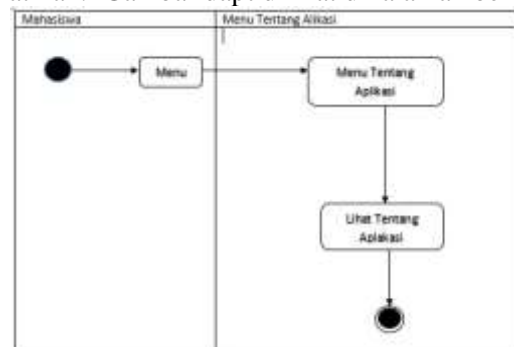 Mahasiswa
Menu Tentang Alikasi
Menu
Menu Tentang
Aplikasi
Lihat Tentang
Aplakasi